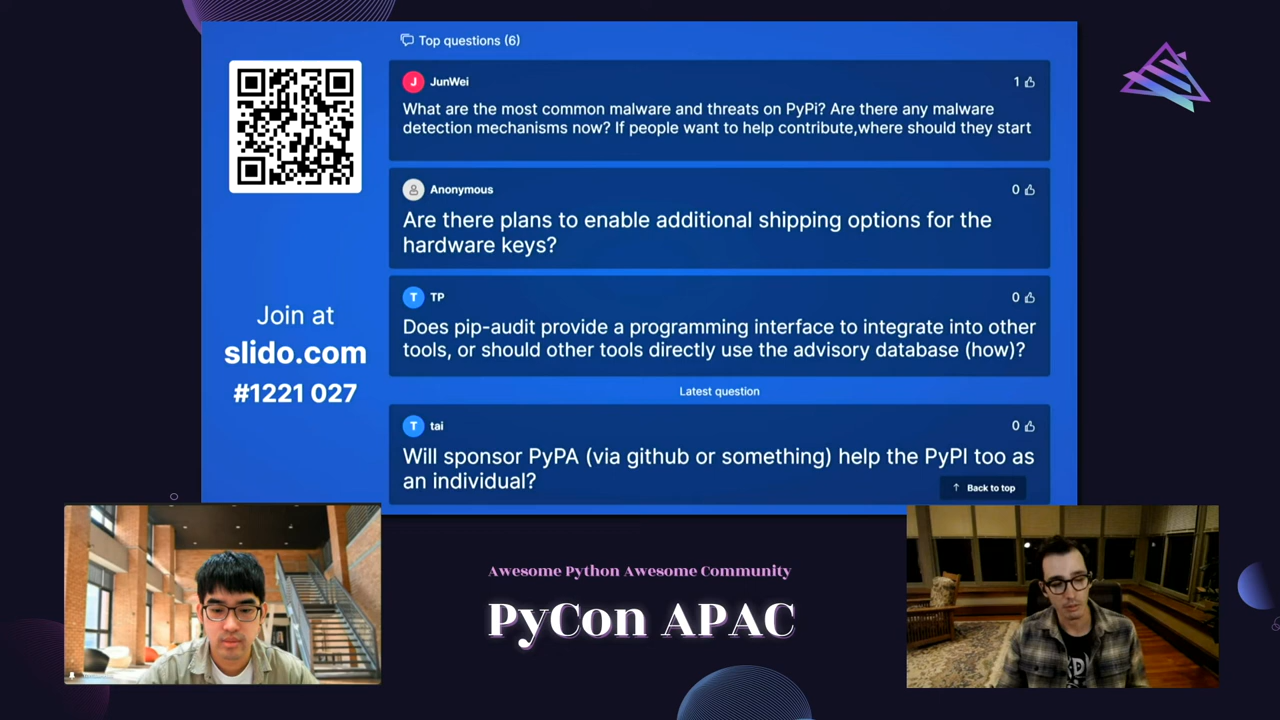 Top questions (6)
J JunWei 1
What are the most common malware and threats on PyPi? Are there any malware
detection mechanisms now? If people want to help contribute,where should they start
Anonymous 0
Are there plans to enable additional shipping options for the
hardware keys?
T TP 0
Does pip-audit provide a programming interface to integrate into other
tools, or should other tools directly use the advisory database (how)?
Latest question
T tai 0
Will sponsor PyPA (via github or something) help the PyPI too as
an individual?
↑ Back to top
Join at
slido.com
#1221 027
Awesome Python Awesome Community
PyCon APAC